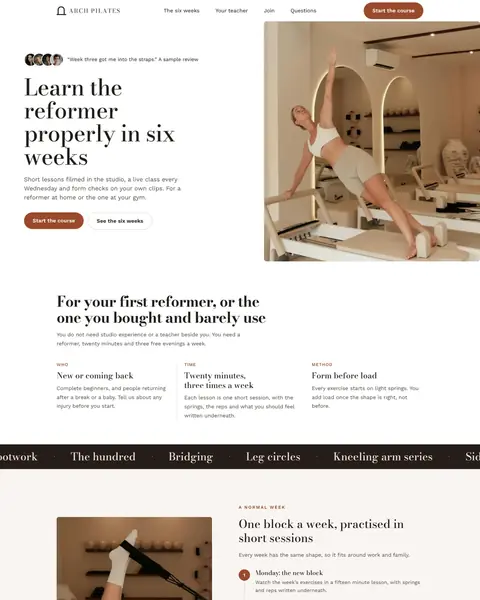 ARCH PILATES
The six weeks
Your teacher
Join
Questions
Start the course
"Week three got me into the straps." A sample review
Learn the
reformer
properly in six
weeks
Short lessons filmed in the studio, a live class every
Wednesday and form checks on your own clips. For a
reformer at home or the one at your gym.
Start the course
See the six weeks
For your first reformer, or the
one you bought and barely use
You do not need studio experience or a teacher beside you. You need a
reformer, twenty minutes and three free evenings a week.
WHO
New or coming back
Complete beginners, and people returning
after a break or a baby. Tell us about any
injury before you start.
TIME
Twenty minutes,
three times a week
Each lesson is one short session, with the
springs, the reps and what you should feel
written underneath.
METHOD
Form before load
Every exercise starts on light springs. You
add load once the shape is right, not
before.
ootwork · The hundred · Bridging · Leg circles · Kneeling arm series · Sid
A NORMAL WEEK
One block a week, practised in
short sessions
Every week has the same shape, so it fits around work and family.
1
Monday: the new block
Watch the week's exercises in a fifteen minute lesson, with springs
and reps written underneath.